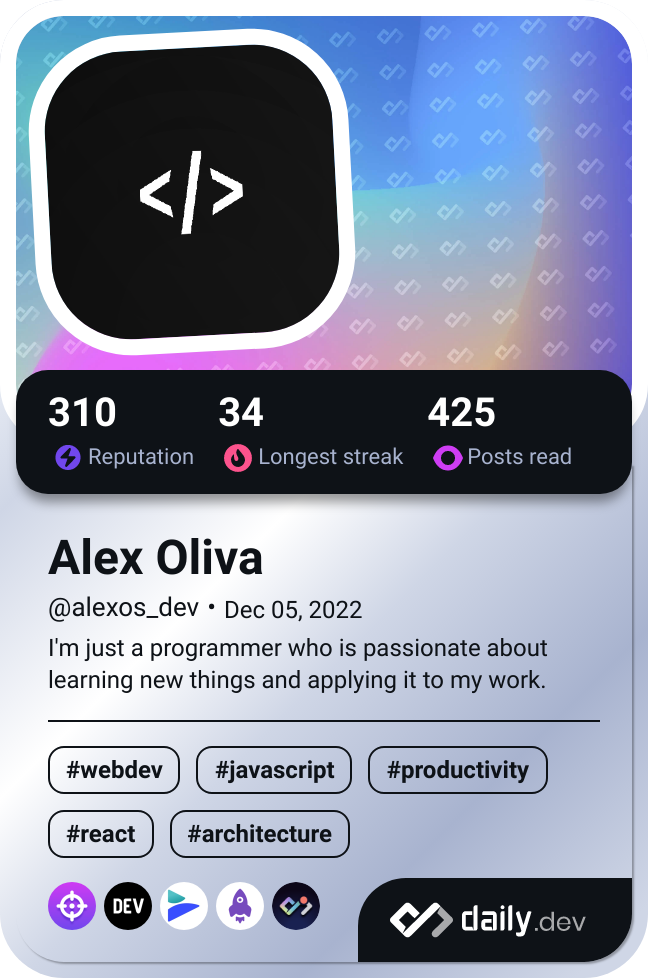 </>
310 34 425
Reputation Longest streak Posts read
Alex Oliva
@alexos_dev • Dec 05, 2022
I'm just a programmer who is passionate about
learning new things and applying it to my work.
#webdev #javascript #productivity
#react #architecture
DEV
daily.dev